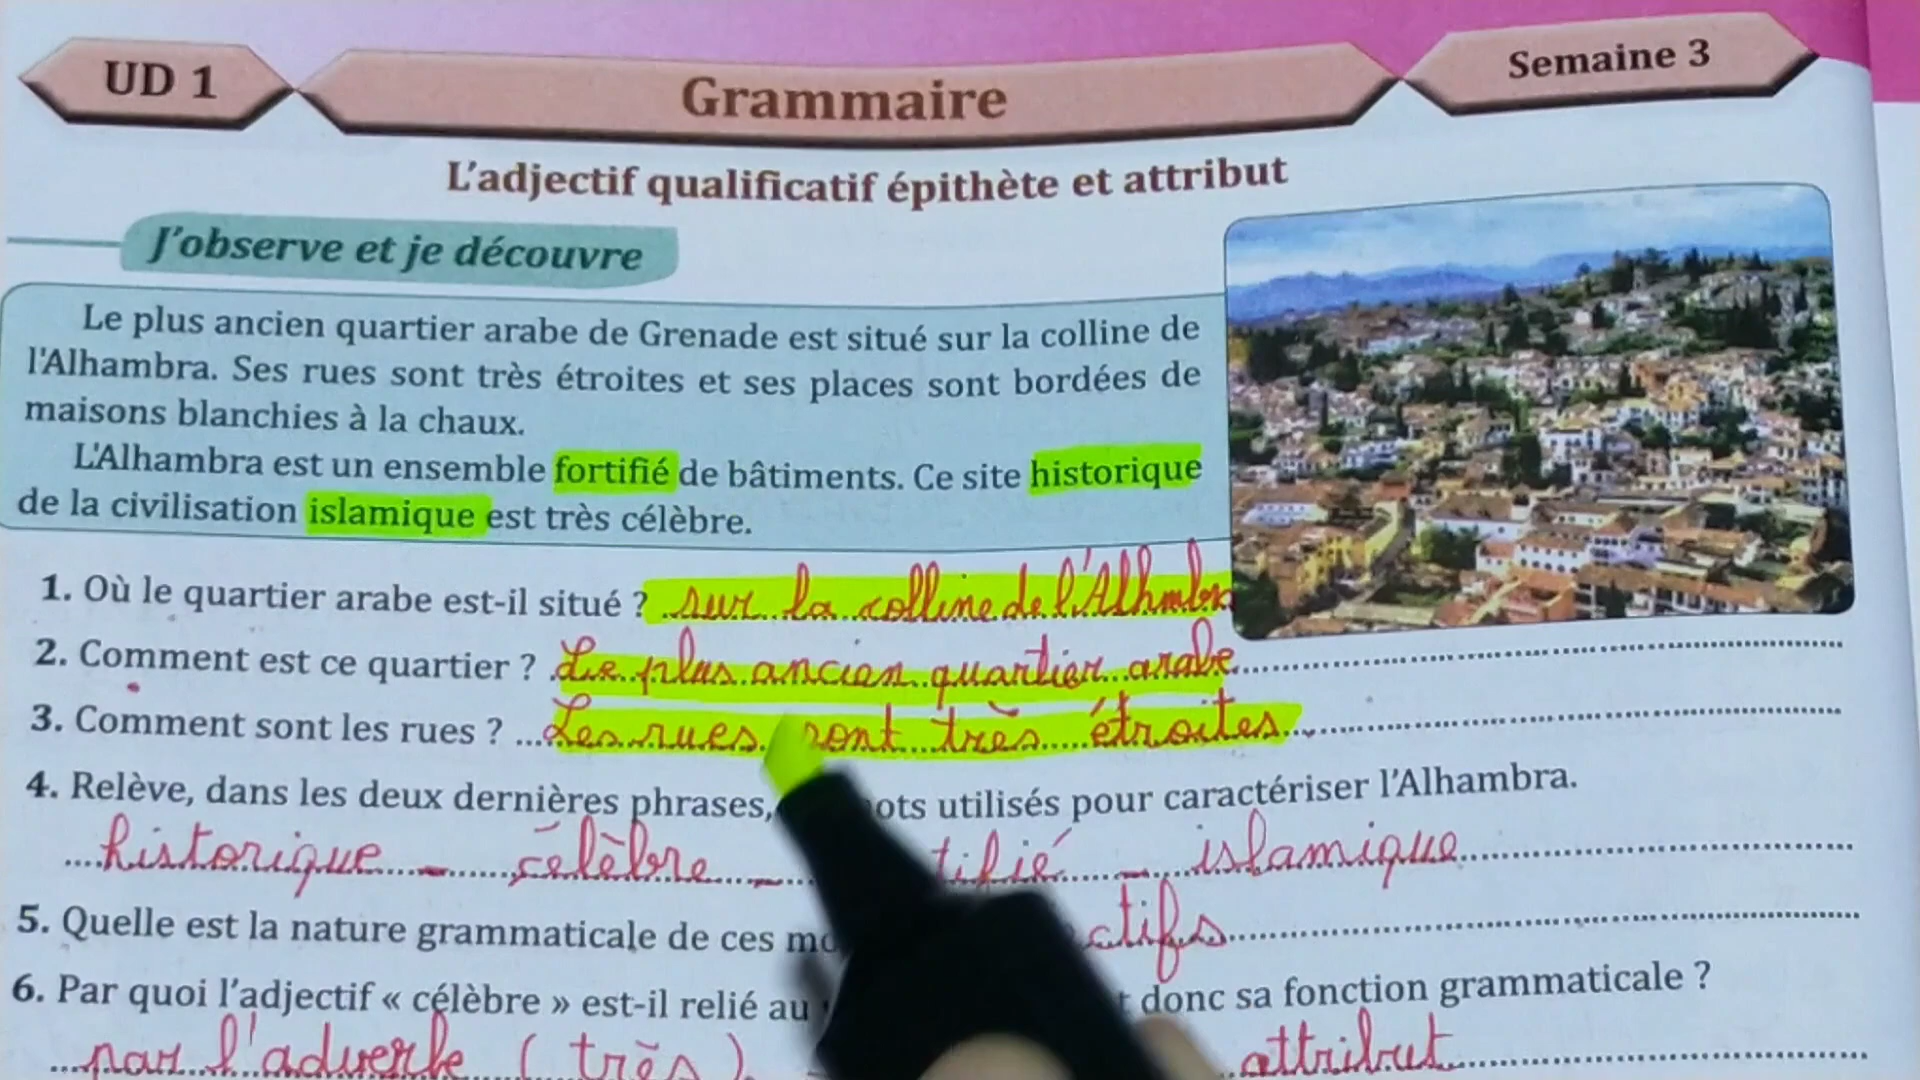 UD 1
Grammaire
Semaine 3
L'adjectif qualificatif épithète et attribut
J'observe et je découvre
Le plus ancien quartier arabe de Grenade est situé sur la colline de
l'Alhambra. Ses rues sont très étroites et ses places sont bordées de
maisons blanchies à la chaux.
L'Alhambra est un ensemble fortifié de bâtiments. Ce site historique
de la civilisation islamique est très célèbre.
1. Où le quartier arabe est-il situé ? sur la colline de l'Alhmbra
2. Comment est ce quartier ? Le plus ancien quartier arabe
3. Comment sont les rues ? Les rues sont très étroites
4. Relève, dans les deux dernières phrases, ots utilisés pour caractériser l'Alhambra.
historique - célèbre - tifié - islamique
5. Quelle est la nature grammaticale de ces mo ctifs
6. Par quoi l'adjectif « célèbre » est-il relié au donc sa fonction grammaticale ?
par l'adverbe (très) attribut